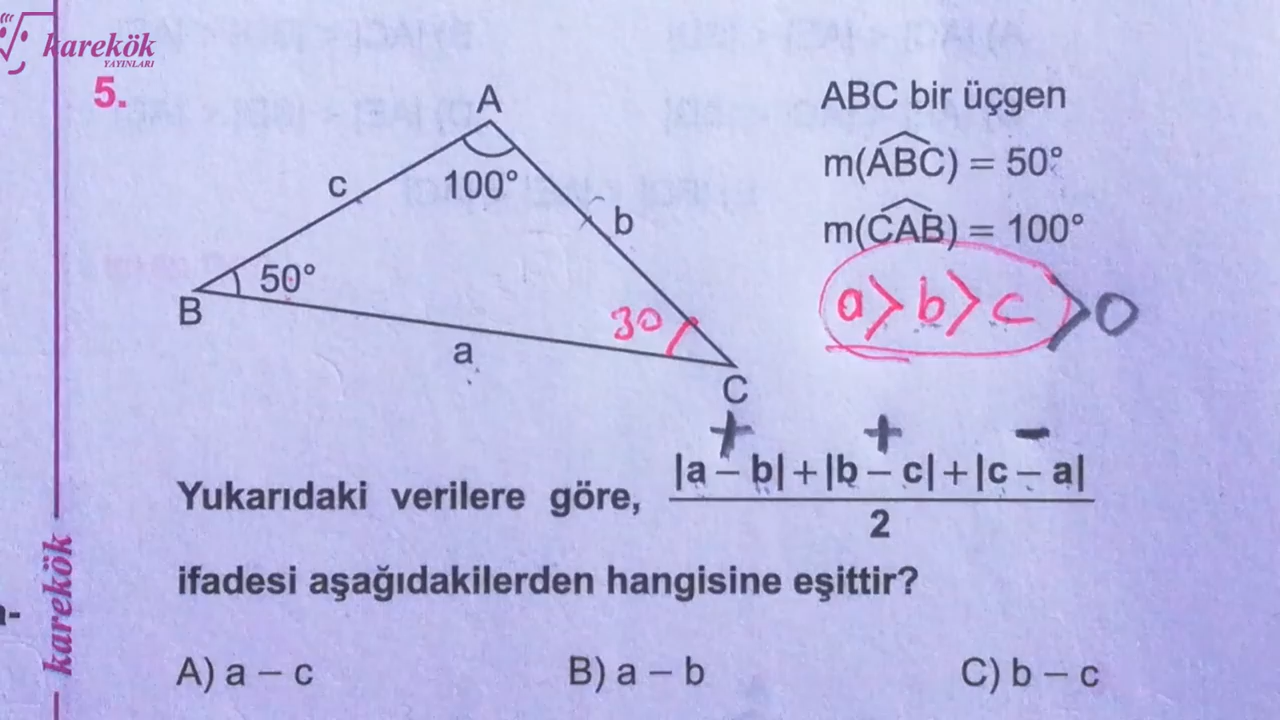 karekök
YAYINLARI
5.
A
ABC bir üçgen
c
100°
b
m(ABC) = 50°
m(CAB) = 100°
50°
B
a
30
C
a > b > c > 0
+ + -
|a – b| + |b – c| + |c – a|
Yukarıdaki verilere göre,
2
ifadesi aşağıdakilerden hangisine eşittir?
A) a – c B) a – b C) b – c
karekök